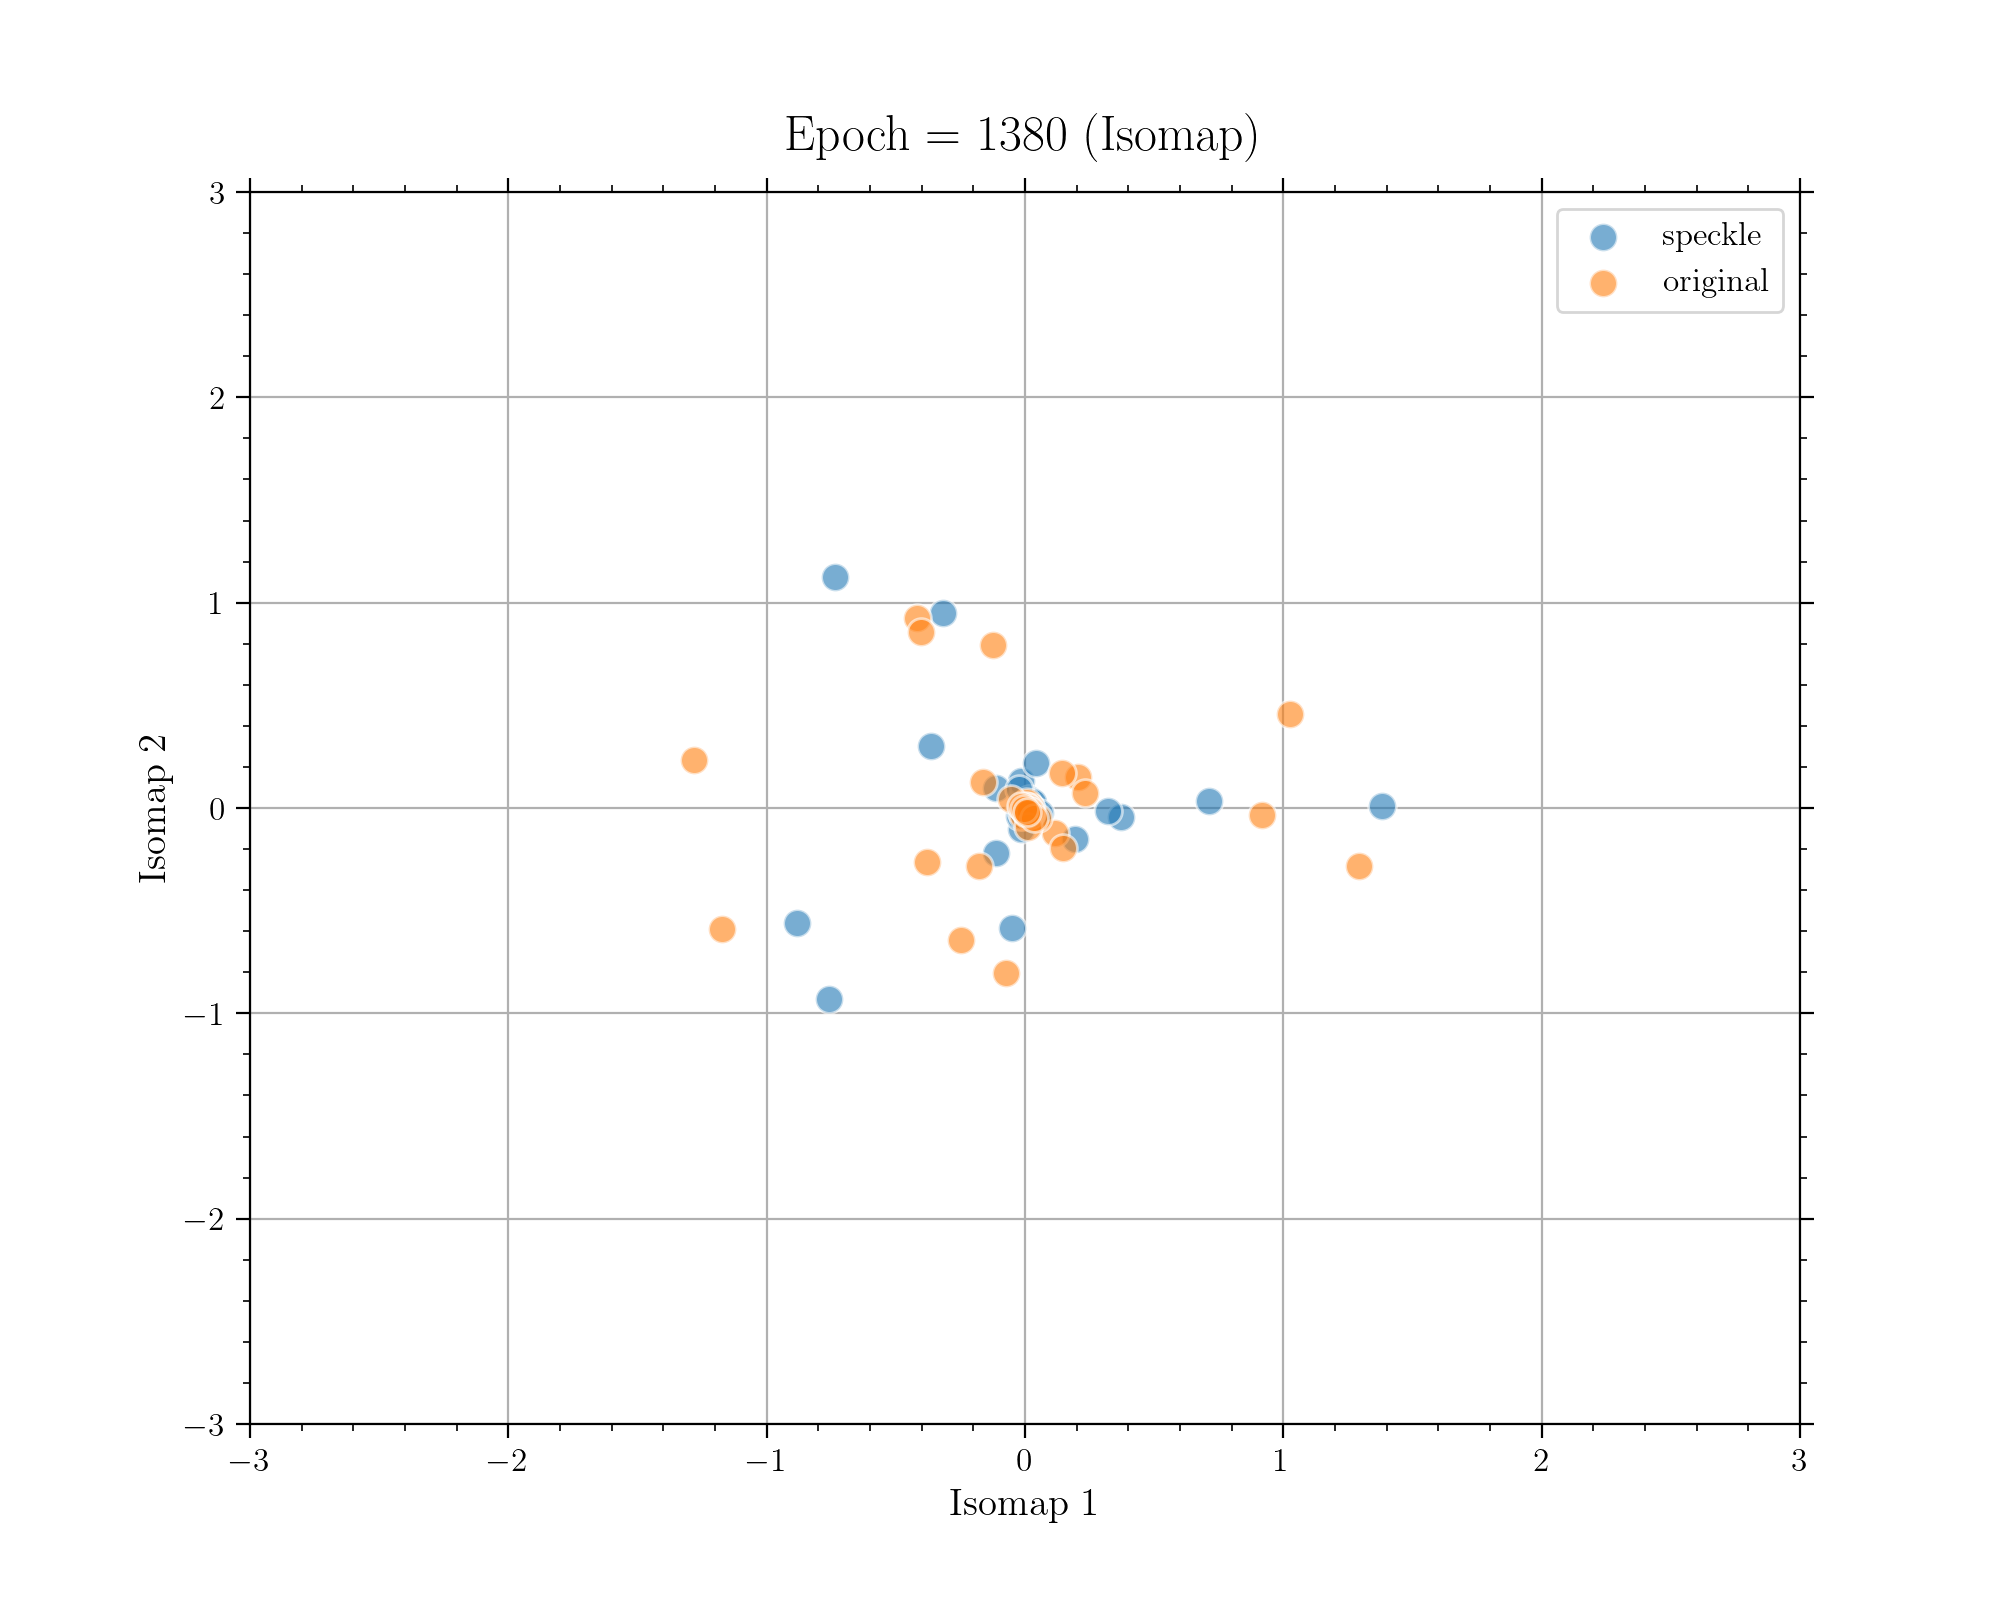 Epoch = 1380 (Isomap)
speckle
original
3
2
1
0
−1
−2
−3
Isomap 2
−3
−2
−1
0
1
2
3
Isomap 1